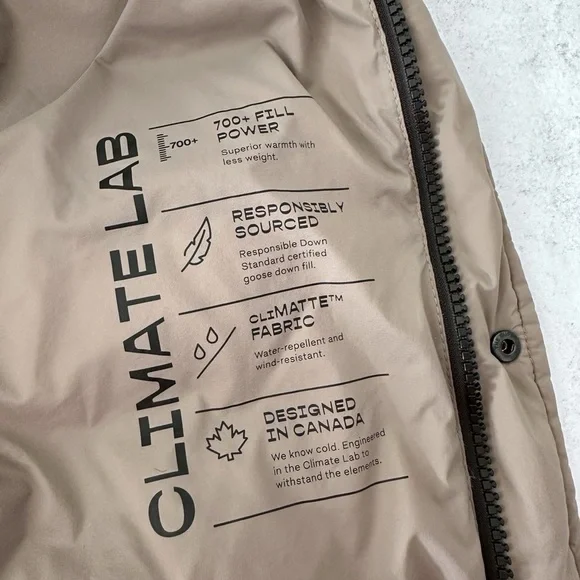 CLIMATE LAB
700+
700+ FILL
POWER
Superior warmth with
less weight.
RESPONSIBLY
SOURCED
Responsible Down
Standard certified
goose down fill.
CLIMATTE™
FABRIC
Water-repellent and
wind-resistant.
DESIGNED
IN CANADA
We know cold. Engineered
in the Climate Lab to
withstand the elements.